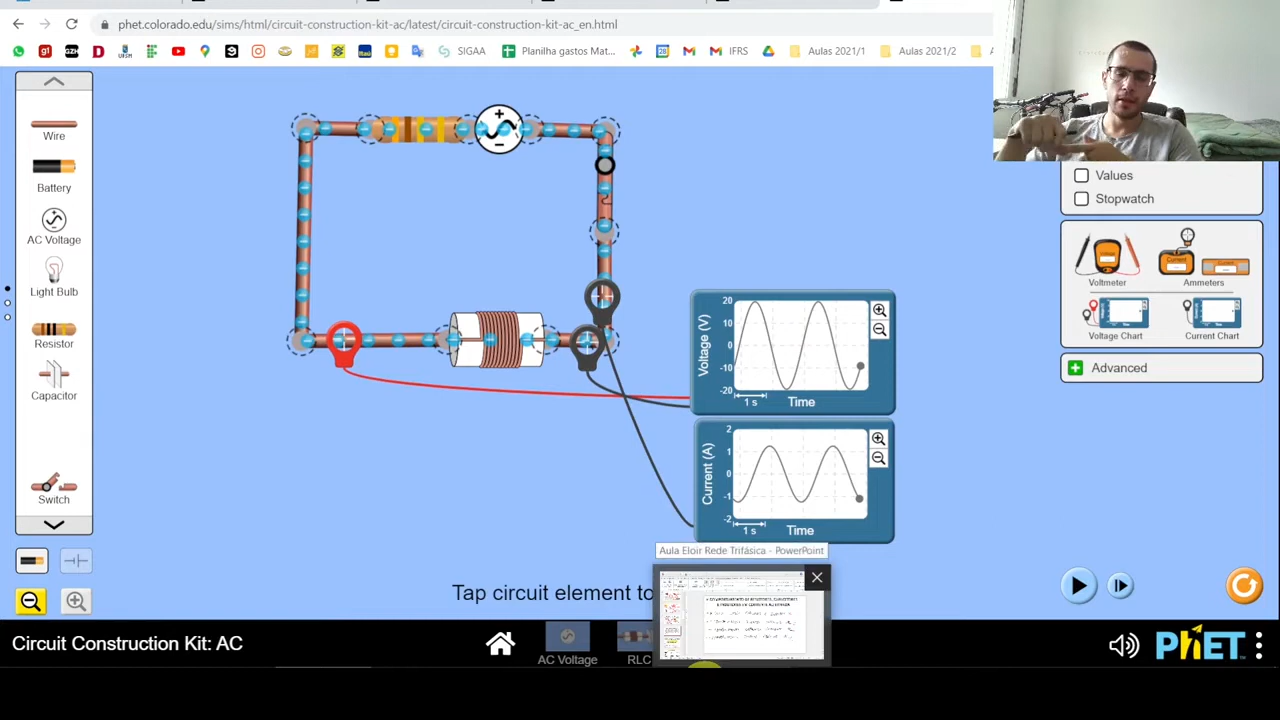 phet.colorado.edu/sims/html/circuit-construction-kit-ac/latest/circuit-construction-kit-ac_en.html
SIGAA
Planilha gastos Mat...
IFRS
Aulas 2021/1
Aulas 2021/2
Wire
Battery
AC Voltage
Light Bulb
Resistor
Capacitor
Switch
Values
Stopwatch
Voltmeter
Ammeters
Voltage Chart
Current Chart
Advanced
Voltage (V)
20
10
0
-10
-20
1 s
Time
Current (A)
2
1
0
-1
-2
1 s
Time
Aula Eloir Rede Trifásica - PowerPoint
Tap circuit element to
Circuit Construction Kit: AC
AC Voltage
RLC
PhET